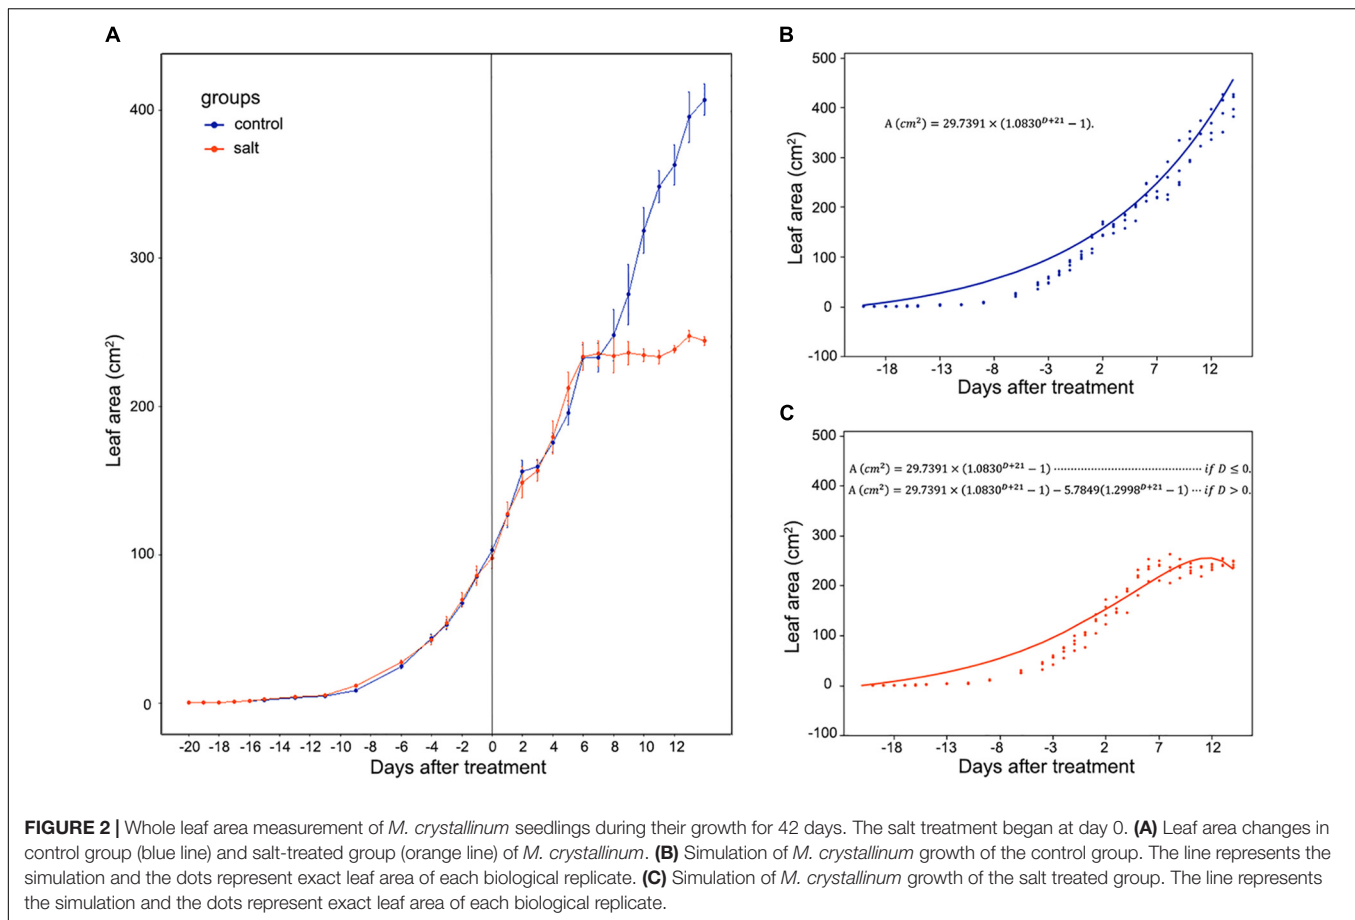 A
groups
control
salt
400
300
200
100
0
Leaf area (cm²)
-20 -18 -16 -14 -12 -10 -8 -6 -4 -2 0 2 4 6 8 10 12
Days after treatment
B
500
400
300
200
100
0
-100
Leaf area (cm²)
A (cm²) = 29.7391 × (1.0830^{D+21} − 1).
-18 -13 -8 -3 2 7 12
Days after treatment
C
500
400
300
200
100
0
-100
Leaf area (cm²)
A (cm²) = 29.7391 × (1.0830^{D+21} − 1) ················································ if D ≤ 0.
A (cm²) = 29.7391 × (1.0830^{D+21} − 1) − 5.7849(1.2998^{D+21} − 1) ··· if D > 0.
-18 -13 -8 -3 2 7 12
Days after treatment
FIGURE 2 | Whole leaf area measurement of M. crystallinum seedlings during their growth for 42 days. The salt treatment began at day 0. (A) Leaf area changes in
control group (blue line) and salt-treated group (orange line) of M. crystallinum. (B) Simulation of M. crystallinum growth of the control group. The line represents the
simulation and the dots represent exact leaf area of each biological replicate. (C) Simulation of M. crystallinum growth of the salt treated group. The line represents
the simulation and the dots represent exact leaf area of each biological replicate.